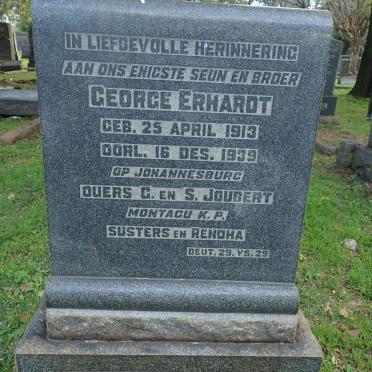 IN LIEFDEVOLLE HERINNERING
AAN ONS ENIGSTE SEUN EN BROER
GEORGE ERHARDT
GEB. 25 APRIL 1913
OORL. 16 DES. 1939
OP JOHANNESBURG
OUERS G. EN S. JOUBERT
MONTAGU K.P.
SUSTERS EN RENDHA
DEUT. 29. VS. 29